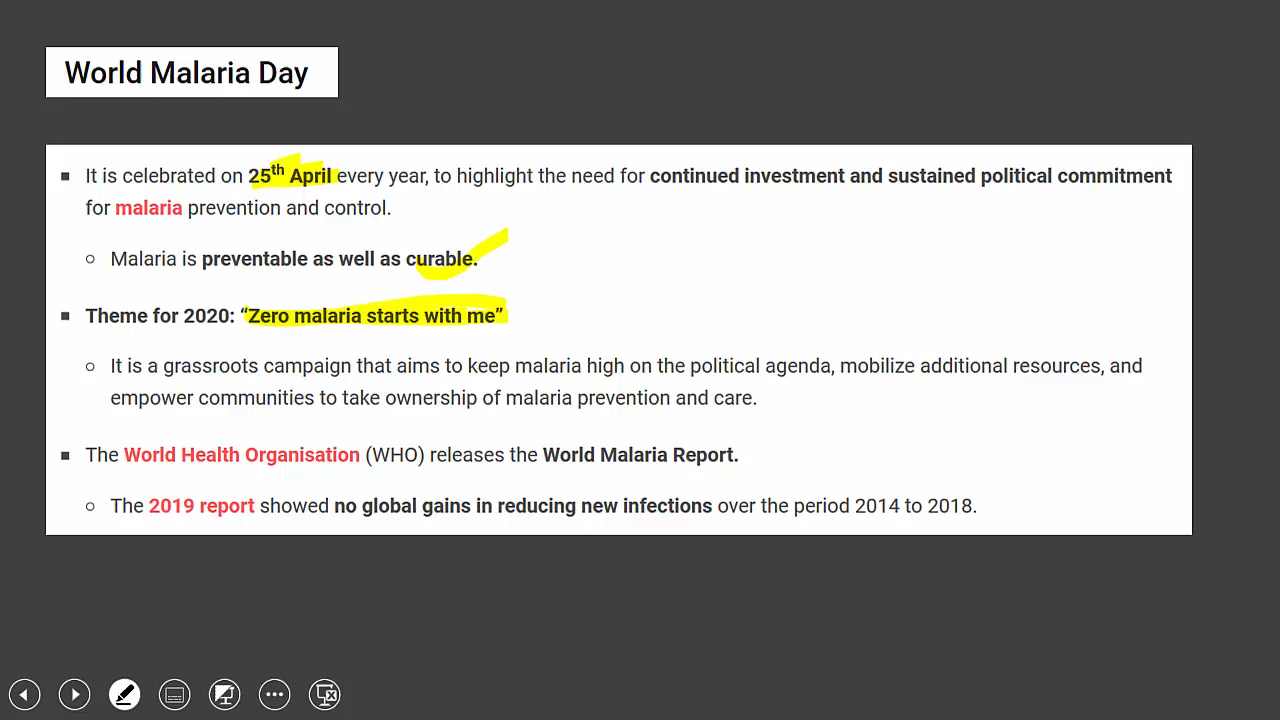 World Malaria Day
It is celebrated on 25th April every year, to highlight the need for continued investment and sustained political commitment
for malaria prevention and control.
Malaria is preventable as well as curable.
Theme for 2020: “Zero malaria starts with me”
It is a grassroots campaign that aims to keep malaria high on the political agenda, mobilize additional resources, and
empower communities to take ownership of malaria prevention and care.
The World Health Organisation (WHO) releases the World Malaria Report.
The 2019 report showed no global gains in reducing new infections over the period 2014 to 2018.